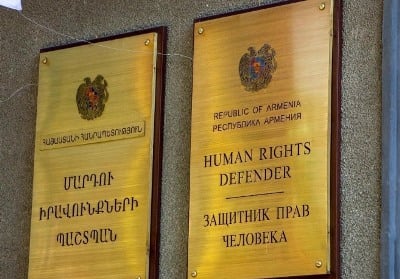 ՀԱՅԱՍՏԱՆԻ ՀԱՆՐԱՊԵՏՈՒԹՅՈՒՆ
ՄԱՐԴՈՒ
ԻՐԱՎՈՒՆՔՆԵՐԻ
ՊԱՇՏՊԱՆ
REPUBLIC OF ARMENIA
РЕСПУБЛИКА АРМЕНИЯ
HUMAN RIGHTS
DEFENDER
ЗАЩИТНИК ПРАВ
ЧЕЛОВЕКА